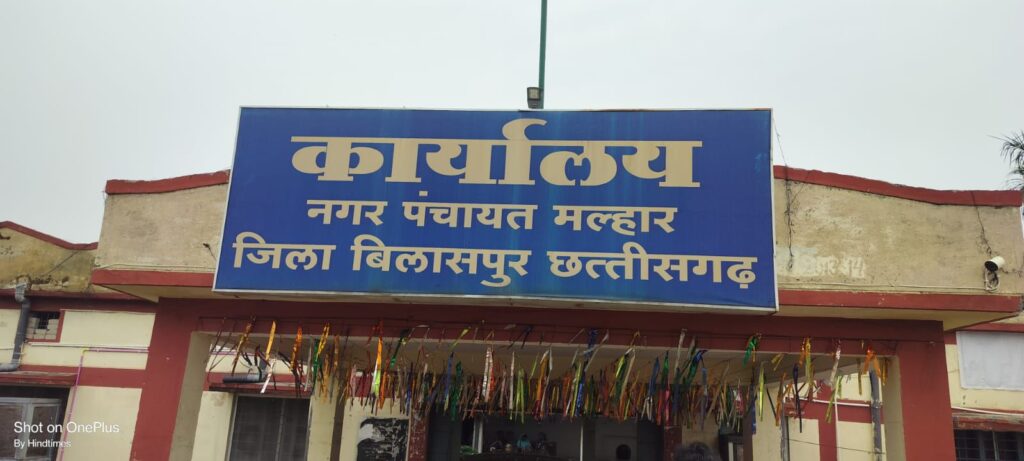 कार्यालय
नगर पंचायत मल्हार
जिला बिलासपुर छत्तीसगढ़
Shot on OnePlus
By Hindtimes